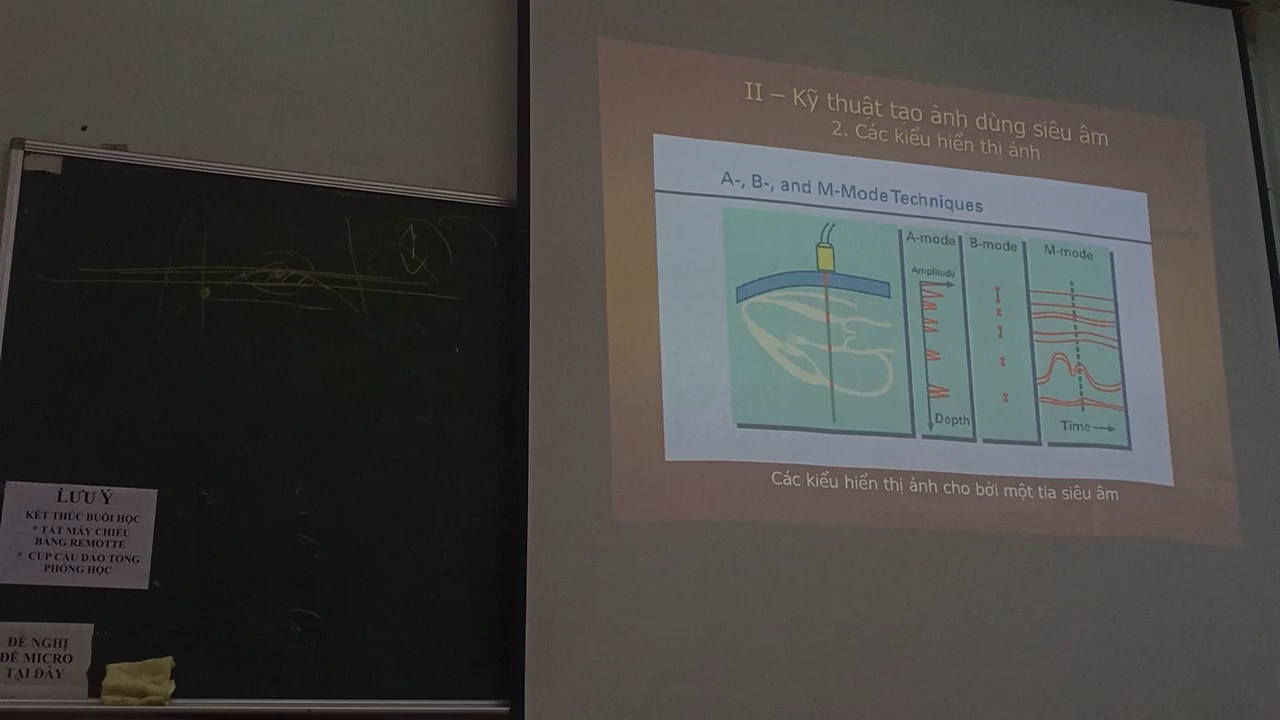 II – Kỹ thuật tạo ảnh dùng siêu âm
2. Các kiểu hiển thị ảnh
A-, B-, and M-Mode Techniques
A-mode
B-mode
M-mode
Amplitude
Depth
Time
Các kiểu hiển thị ảnh cho bởi một tia siêu âm
LƯU Ý
KẾT THÚC BUỔI HỌC
* TẮT MÁY CHIẾU
BẰNG REMOTTE
* CÚP CẦU DAO TỔNG
PHÒNG HỌC
ĐỀ NGHỊ
ĐỂ MICRO
TẠI ĐÂY